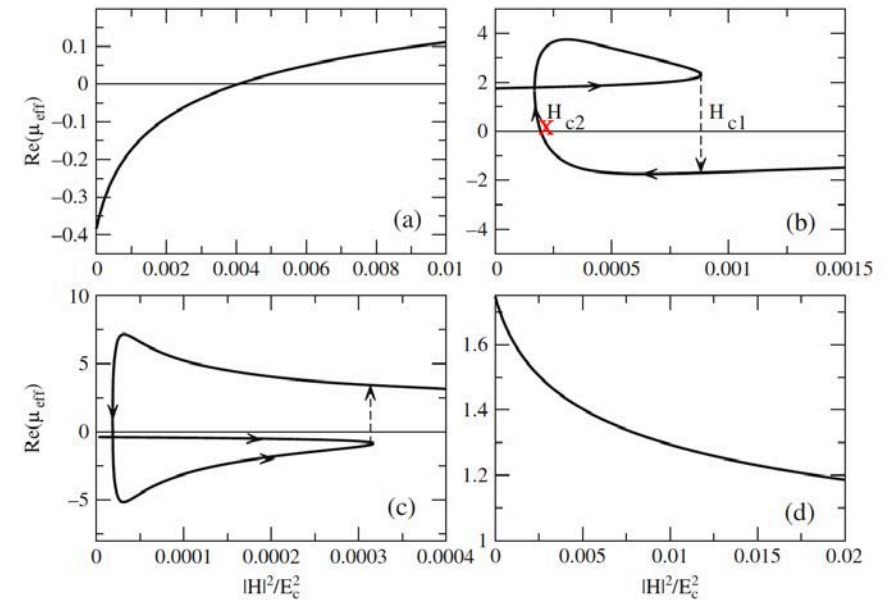 0.1
0
−0.1
−0.2
−0.3
−0.4
Re(μeff)
(a)
0 0.002 0.004 0.006 0.008 0.01
4
2
0
−2
−4
X
Hc2
Hc1
(b)
0 0.0005 0.001 0.0015
10
5
0
−5
Re(μeff)
(c)
0 0.0001 0.0002 0.0003 0.0004
|H|²/E²c
1.6
1.4
1.2
1
(d)
0 0.005 0.01 0.015 0.02
|H|²/E²c